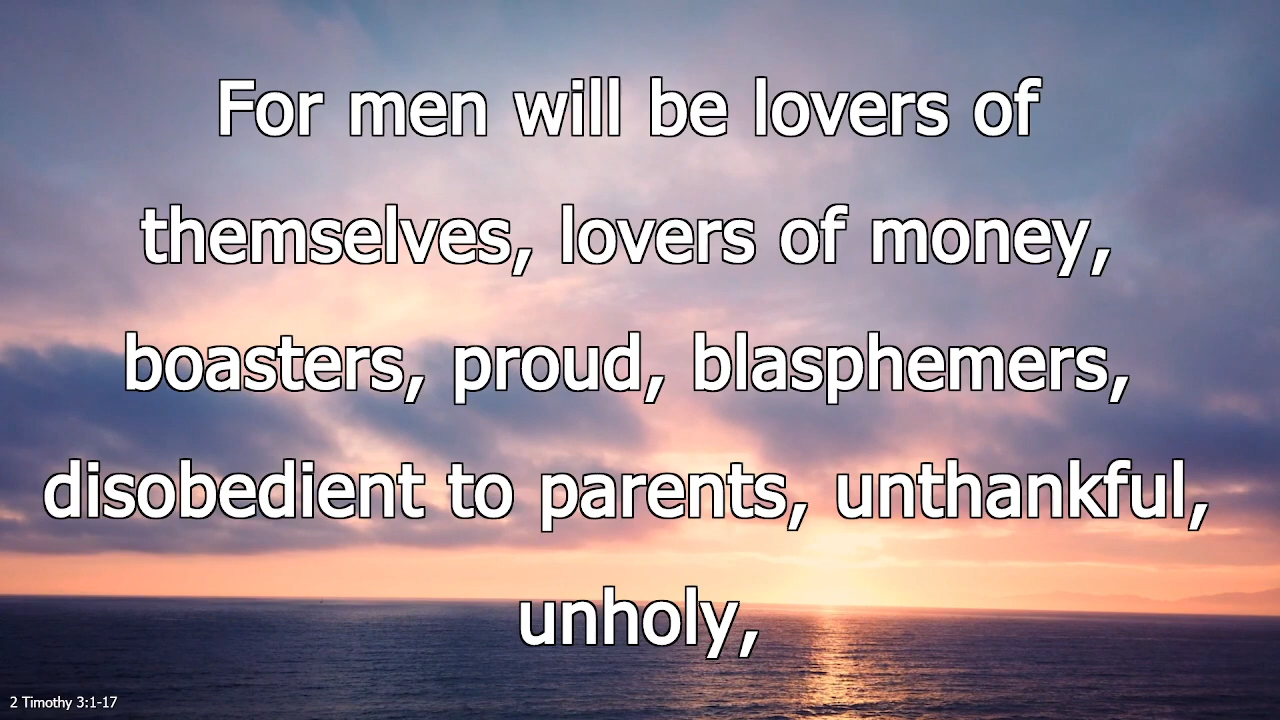 For men will be lovers of
themselves, lovers of money,
boasters, proud, blasphemers,
disobedient to parents, unthankful,
unholy,
2 Timothy 3:1-17